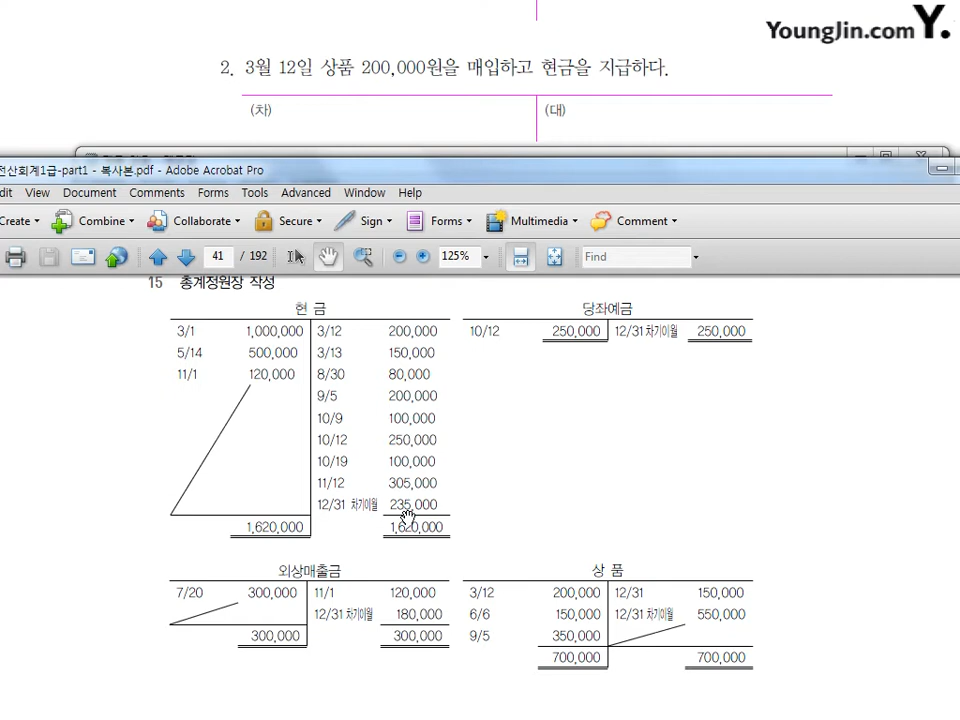 YoungJin.com Y.
2. 3월 12일 상품 200,000원을 매입하고 현금을 지급하다.
(차) (대)
전산회계1급-part1 - 복사본.pdf - Adobe Acrobat Pro
dit View Document Comments Forms Tools Advanced Window Help
Create Combine Collaborate Secure Sign Forms Multimedia Comment
41 / 192 125% Find
15 총계정원장 작성
현 금 당좌예금
3/1 1,000,000 3/12 200,000 10/12 250,000 12/31 차기이월 250,000
5/14 500,000 3/13 150,000
11/1 120,000 8/30 80,000
9/5 200,000
10/9 100,000
10/12 250,000
10/19 100,000
11/12 305,000
12/31 차기이월 235,000
1,620,000 1,620,000
외상매출금 상 품
7/20 300,000 11/1 120,000 3/12 200,000 12/31 150,000
12/31 차기이월 180,000 6/6 150,000 12/31 차기이월 550,000
300,000 300,000 9/5 350,000
700,000 700,000